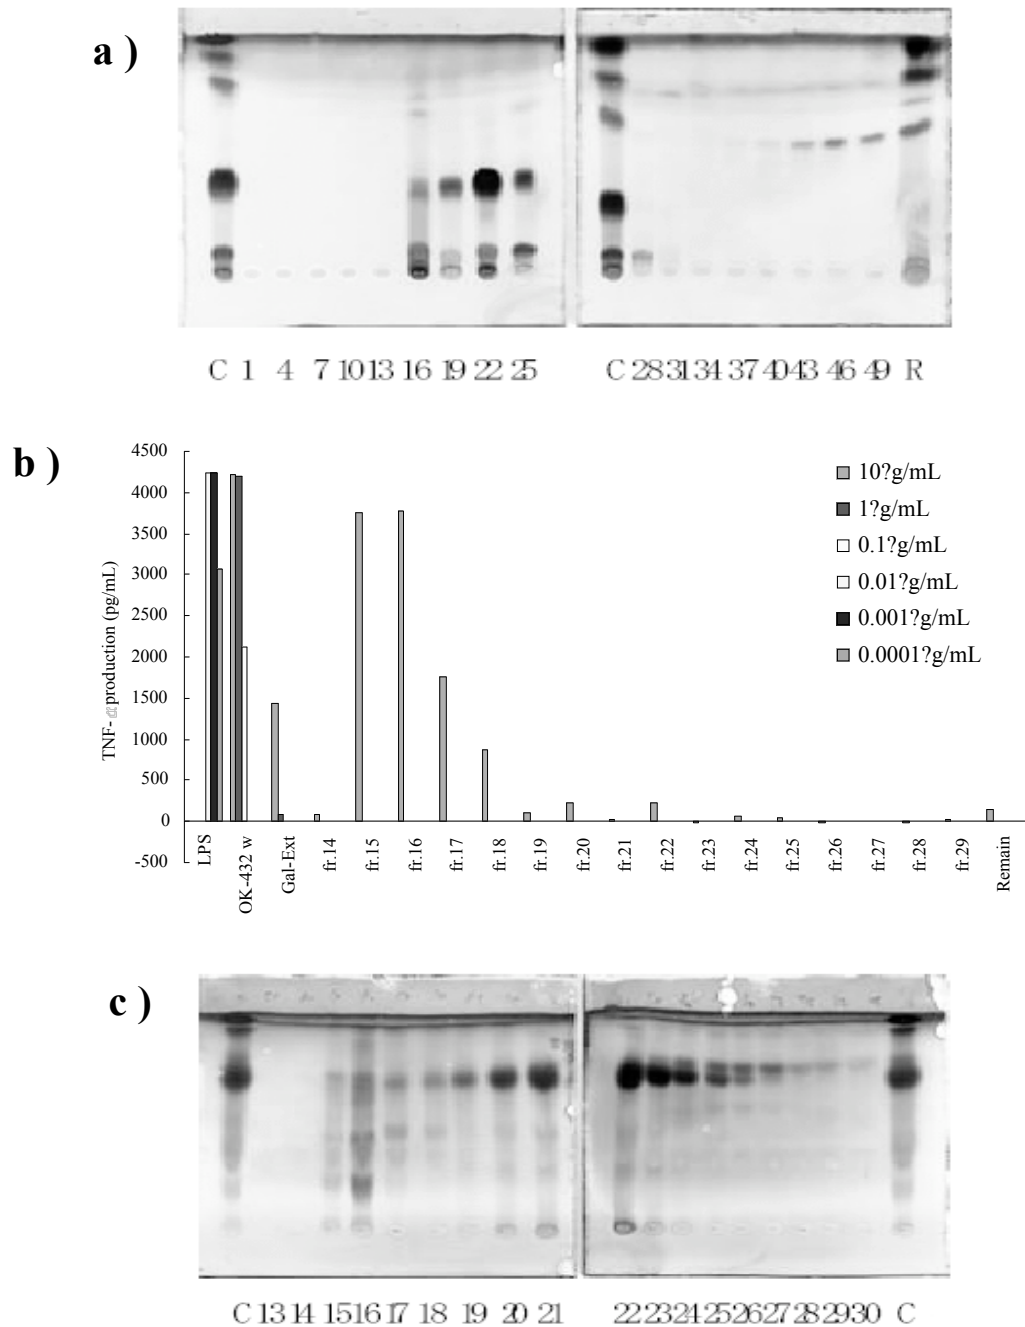 a )
C 1 4 7 10 13 16 19 22 25
C 28 31 34 37 40 43 46 49 R
b )
4500
4000
3500
3000
2500
2000
1500
1000
500
0
-500
TNF- α production (pg/mL)
10?g/mL
1?g/mL
0.1?g/mL
0.01?g/mL
0.001?g/mL
0.0001?g/mL
LPS
OK-432 w
Gal-Ext
fr.14
fr.15
fr.16
fr.17
fr.18
fr.19
fr.20
fr.21
fr.22
fr.23
fr.24
fr.25
fr.26
fr.27
fr.28
fr.29
Remain
c )
C 13 14 15 16 17 18 19 20 21
22 23 24 25 26 27 28 29 30 C